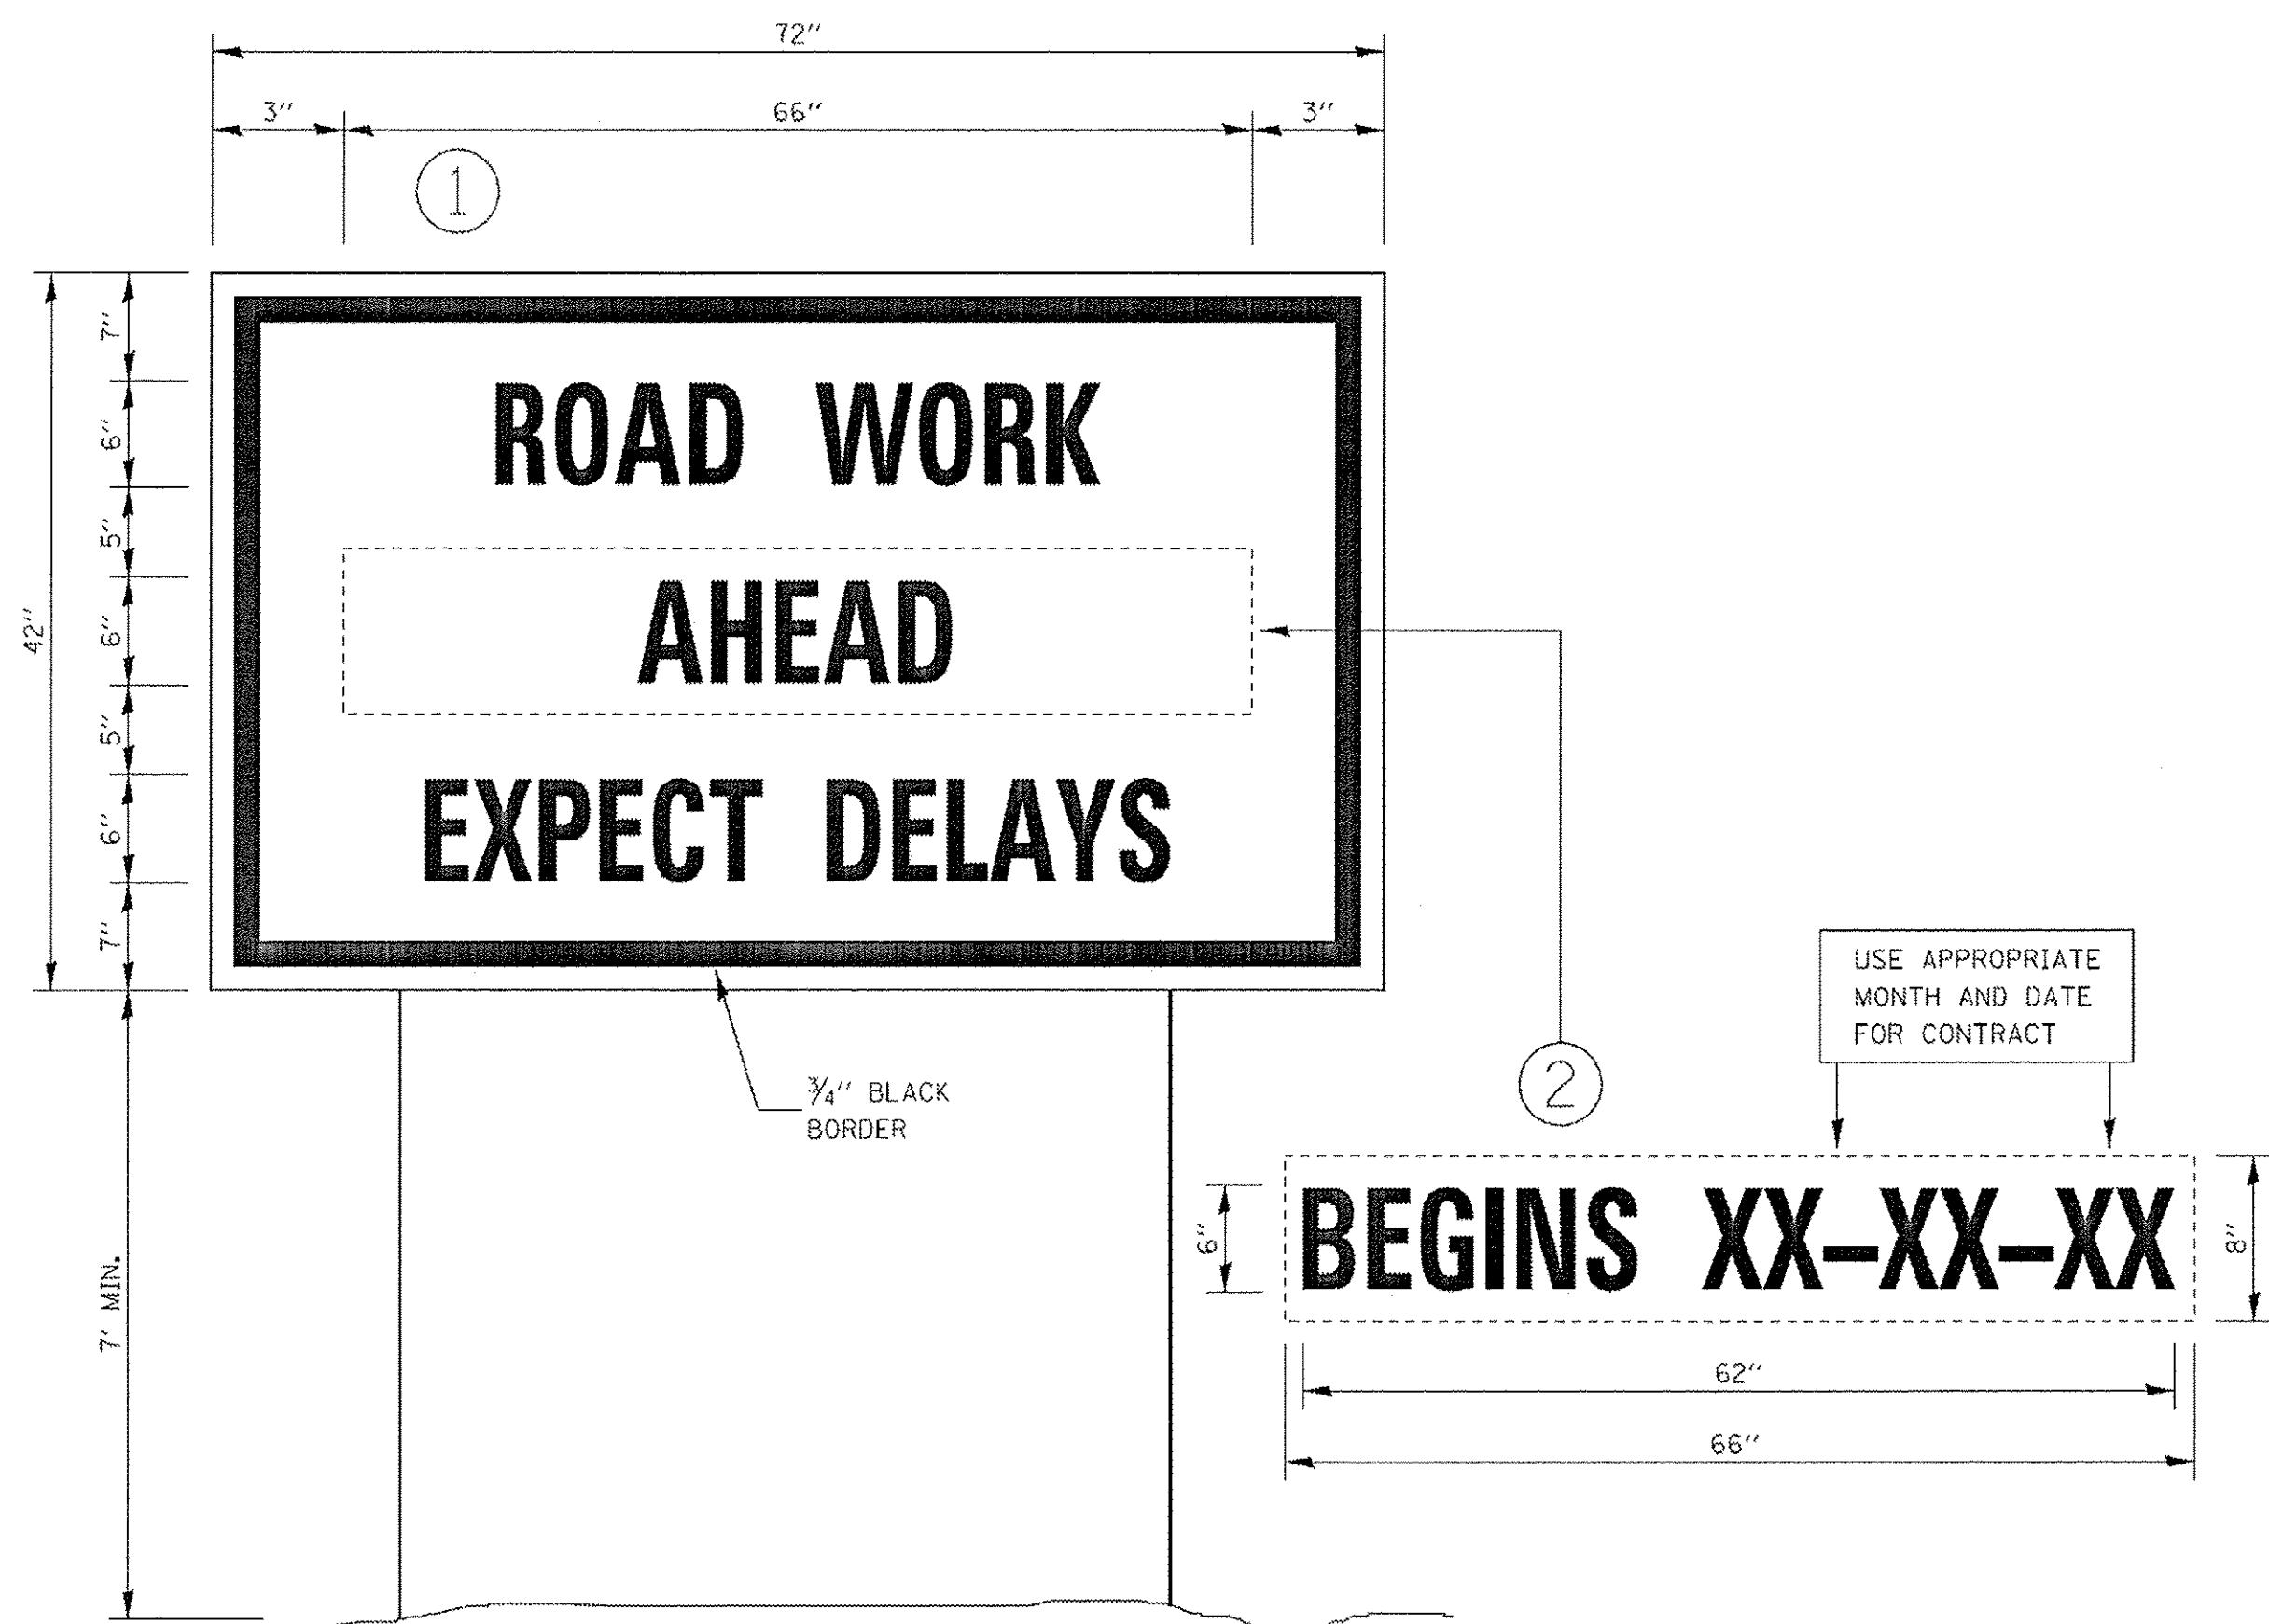 72"
3" 66" 3"
1
7"
6"
5"
6"
5"
6"
7"
42"
ROAD WORK
AHEAD
EXPECT DELAYS
3/4" BLACK
BORDER
7' MIN.
2
USE APPROPRIATE
MONTH AND DATE
FOR CONTRACT
6"
BEGINS XX-XX-XX
8"
62"
66"